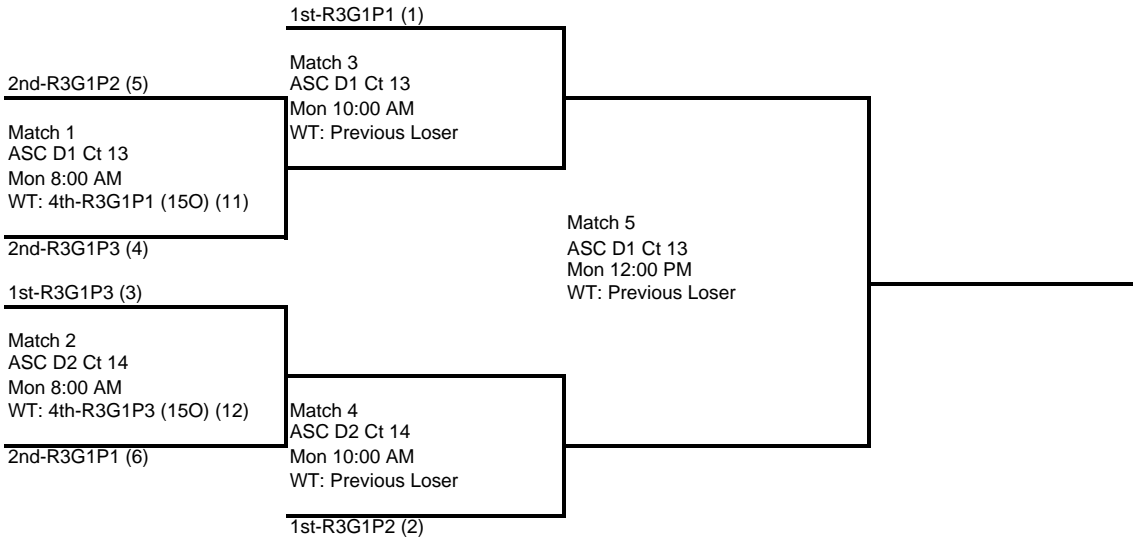 1st-R3G1P1 (1)
Match 3
ASC D1 Ct 13
Mon 10:00 AM
WT: Previous Loser
2nd-R3G1P2 (5)
Match 1
ASC D1 Ct 13
Mon 8:00 AM
WT: 4th-R3G1P1 (15O) (11)
2nd-R3G1P3 (4)
Match 5
ASC D1 Ct 13
Mon 12:00 PM
WT: Previous Loser
1st-R3G1P3 (3)
Match 2
ASC D2 Ct 14
Mon 8:00 AM
WT: 4th-R3G1P3 (15O) (12)
2nd-R3G1P1 (6)
Match 4
ASC D2 Ct 14
Mon 10:00 AM
WT: Previous Loser
1st-R3G1P2 (2)